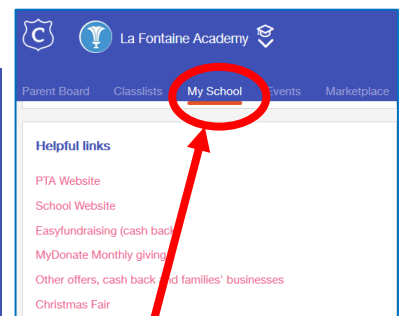 C La Fontaine Academy
Parent Board Classlists My School Events Marketplace
Helpful links
PTA Website
School Website
Easyfundraising (cash back
MyDonate Monthly giving
Other offers, cash back and families' businesses
Christmas Fair